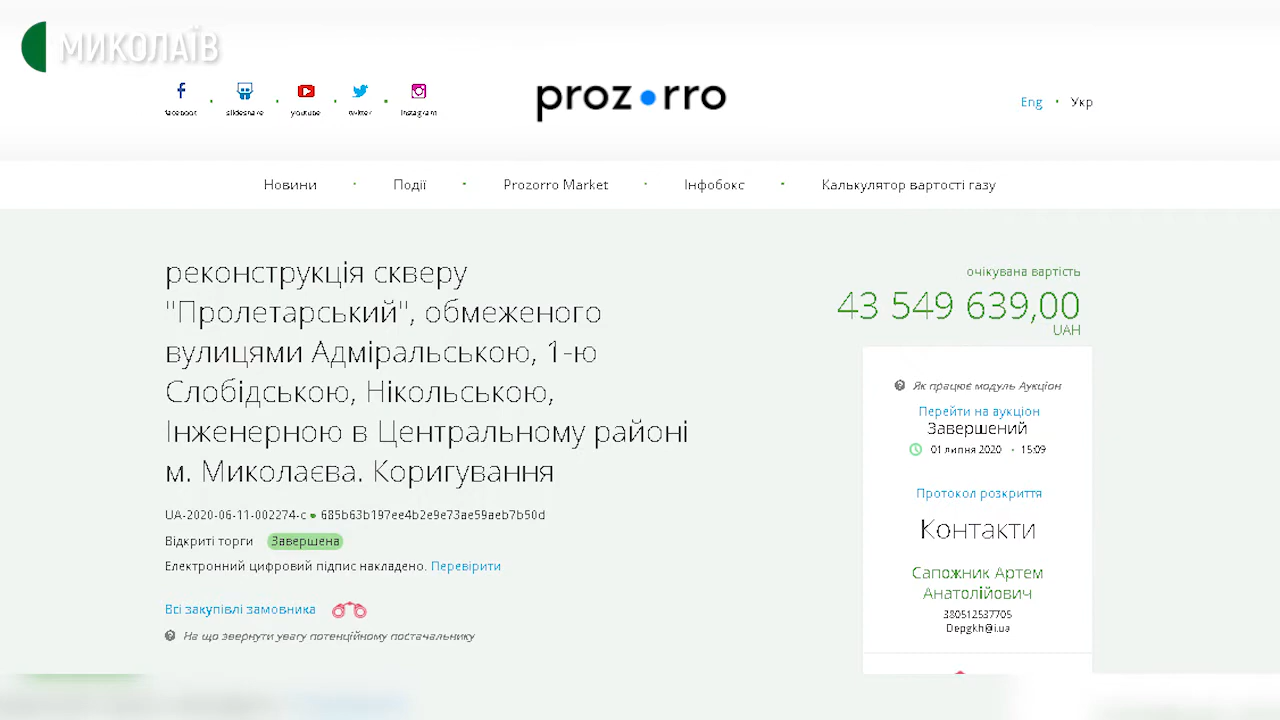 МИКОЛАЇВ
facebook
slideshare
youtube
twitter
instagram
prozorro
Eng
Укр
Новини
Події
Prozorro Market
Інфобокс
Калькулятор вартості газу
реконструкція скверу
"Пролетарський", обмеженого
вулицями Адміральською, 1-ю
Слобідською, Нікольською,
Інженерною в Центральному районі
м. Миколаєва. Коригування
UA-2020-06-11-002274-c ● 685b63b197ee4b2e9e73ae59aeb7b50d
Відкриті торги Завершена
Електронний цифровий підпис накладено. Перевірити
Всі закупівлі замовника
На що звернути увагу потенційному постачальнику
очікувана вартість
43 549 639,00
UAH
Як працює модуль Аукціон
Перейти на аукціон
Завершений
01 липня 2020 • 15:09
Протокол розкриття
Контакти
Сапожник Артем
Анатолійович
380512537705
Depgkh@i.ua